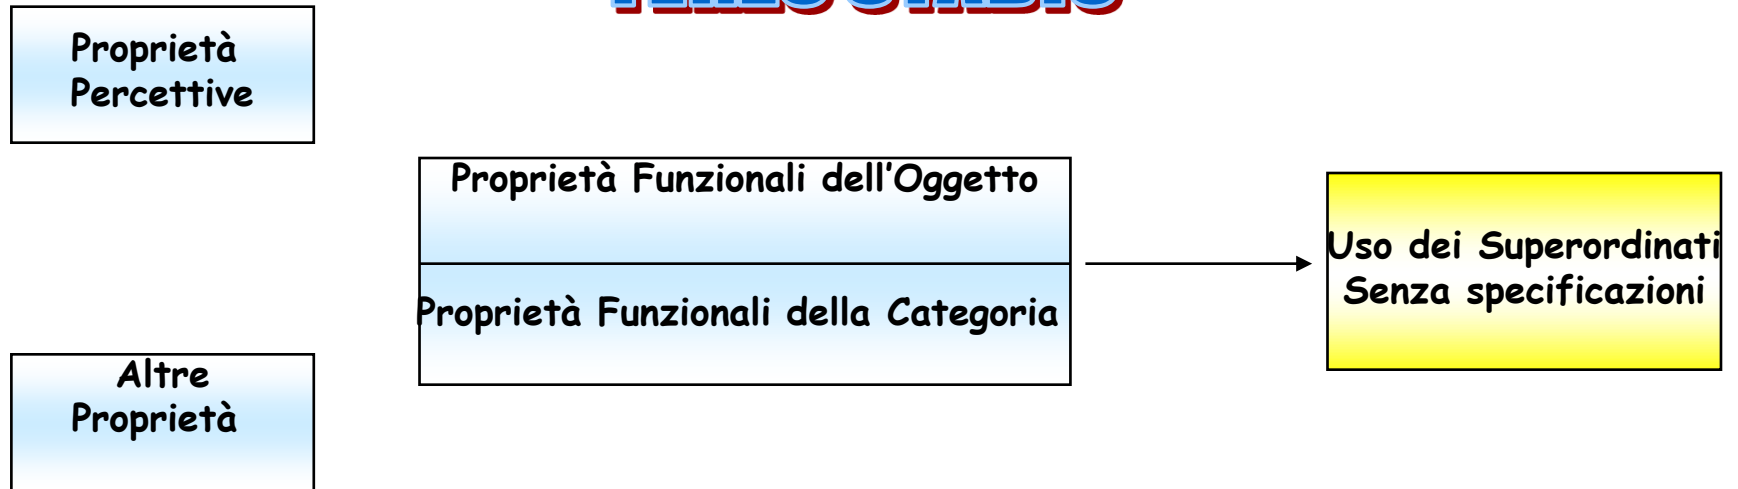 Proprietà
Percettive
Proprietà Funzionali dell'Oggetto
Proprietà Funzionali della Categoria
Uso dei Superordinati
Senza specificazioni
Altre
Proprietà